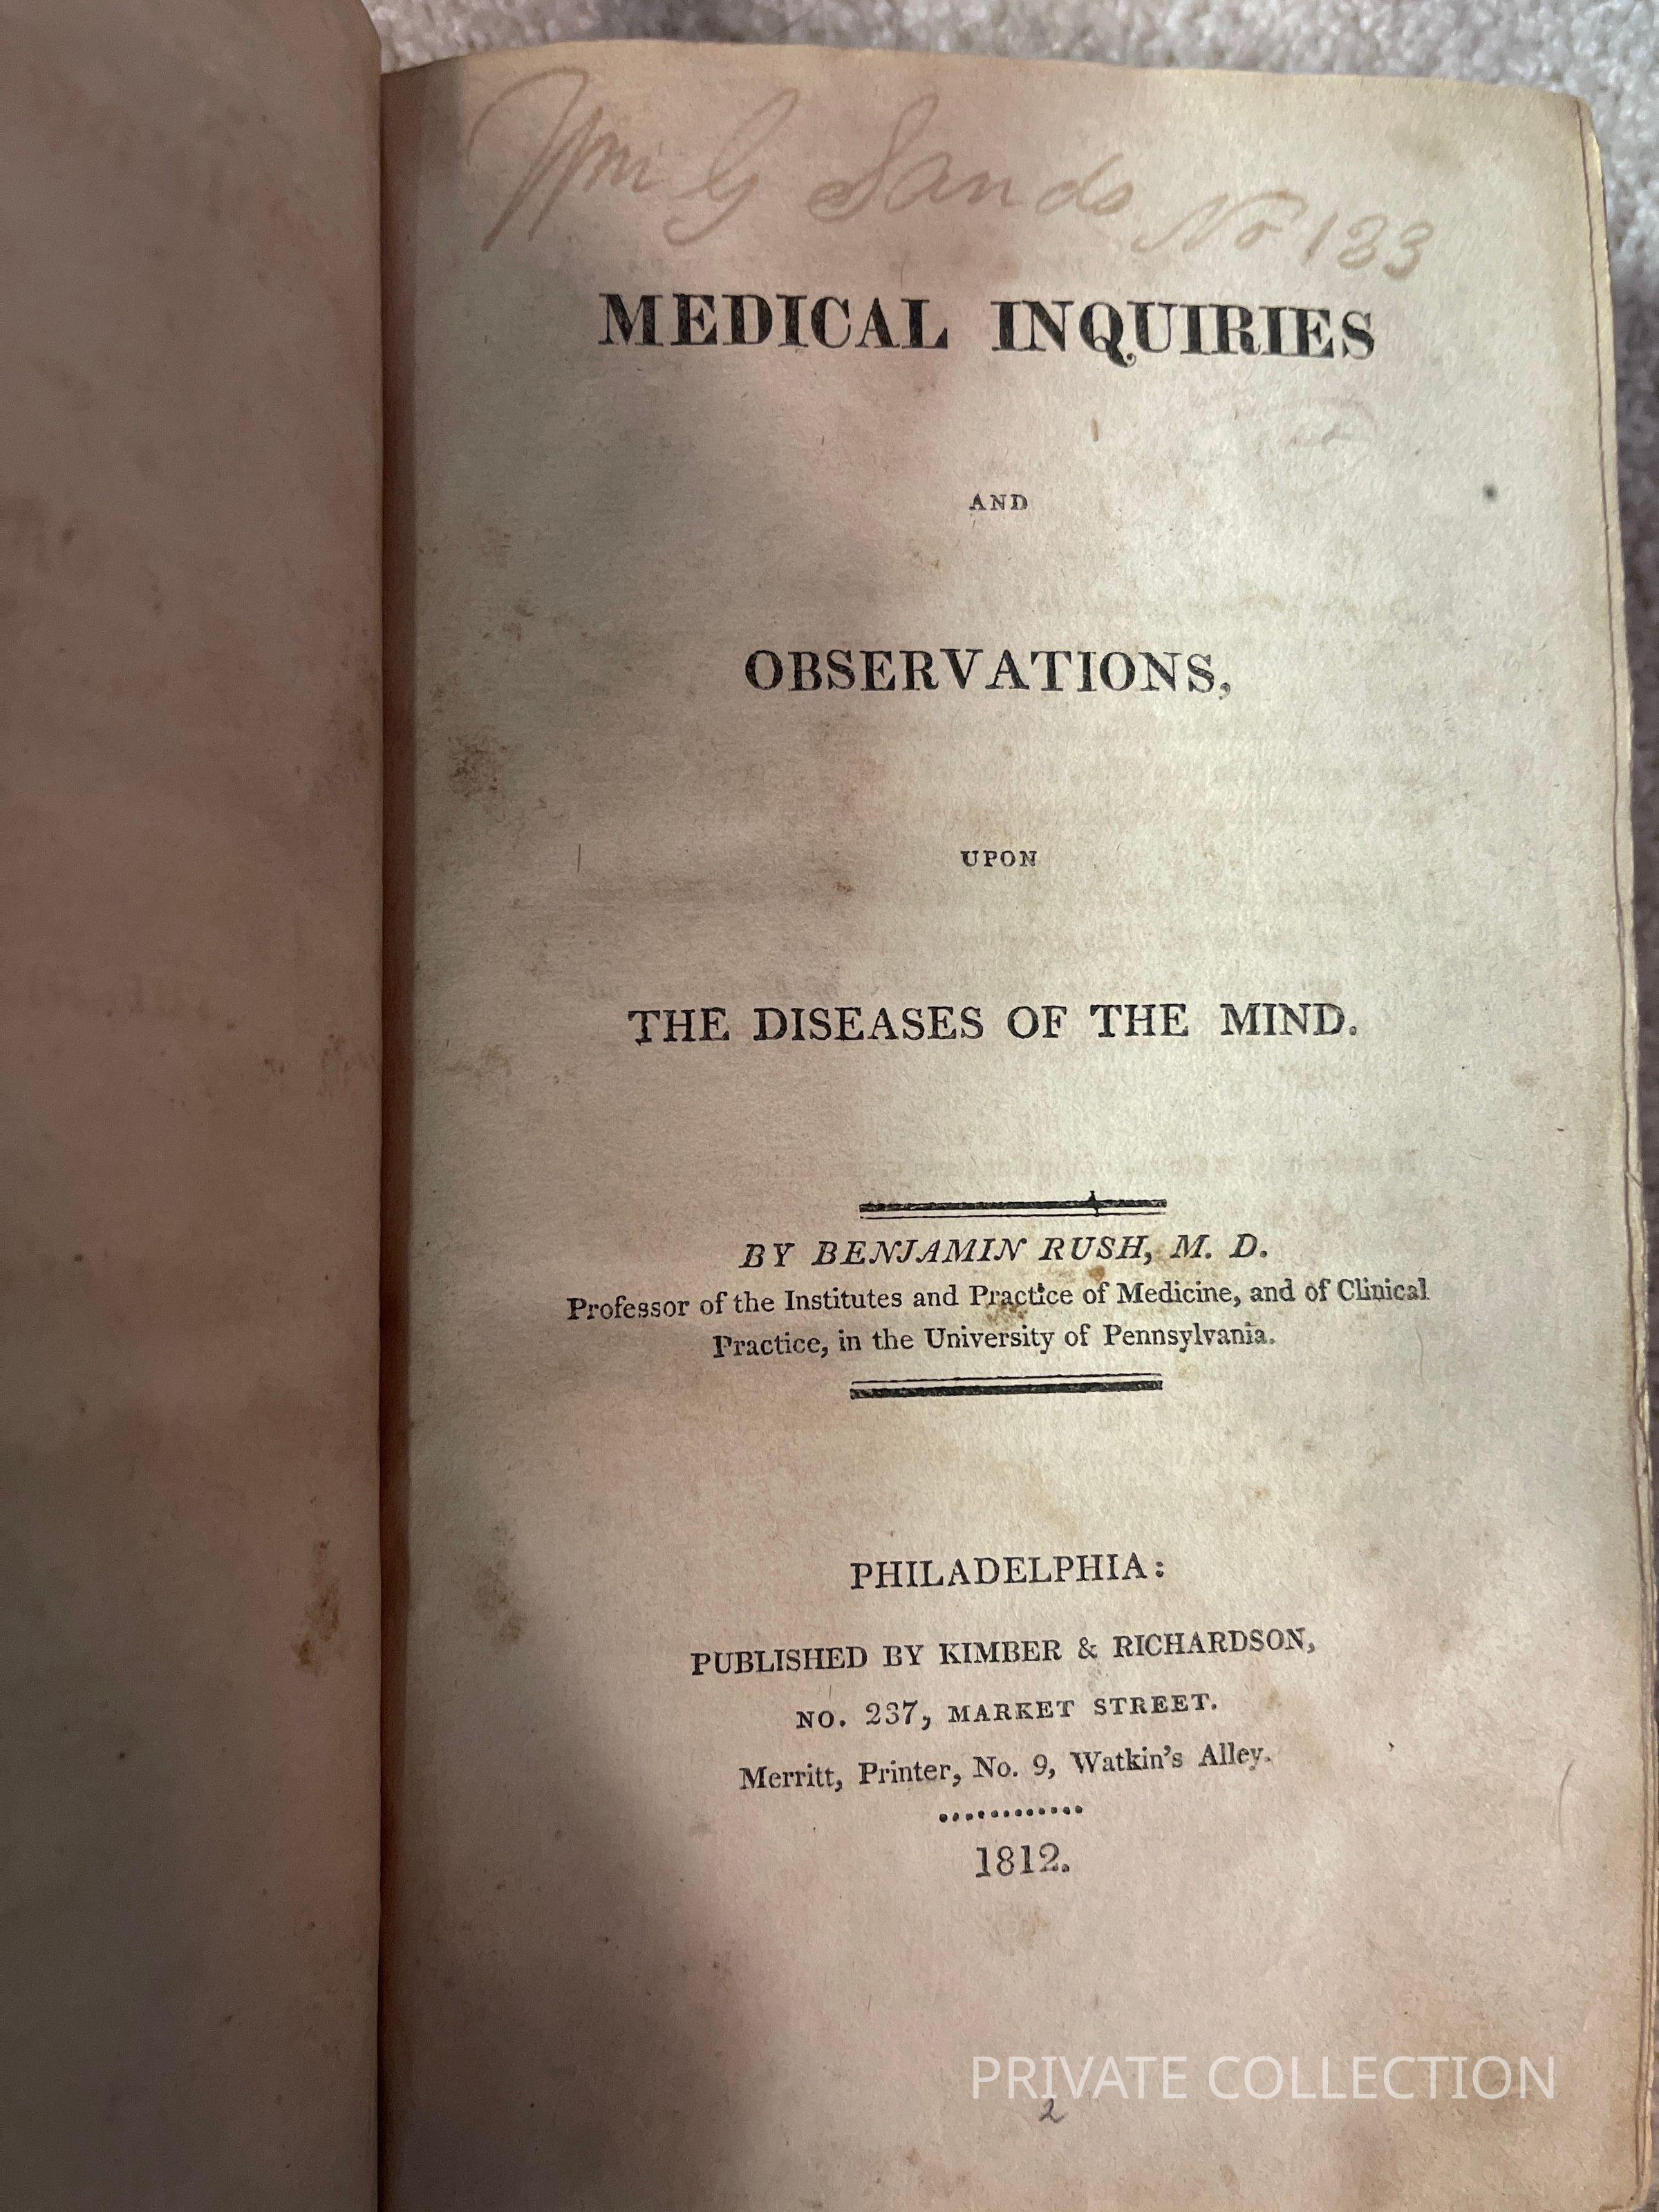 Wm G Sands No 183
MEDICAL INQUIRIES
AND
OBSERVATIONS,
UPON
THE DISEASES OF THE MIND.
BY BENJAMIN RUSH, M. D.
Professor of the Institutes and Practice of Medicine, and of Clinical
Practice, in the University of Pennsylvania.
PHILADELPHIA:
PUBLISHED BY KIMBER & RICHARDSON,
NO. 237, MARKET STREET.
Merritt, Printer, No. 9, Watkin's Alley.
1812.
PRIVATE COLLECTION
2